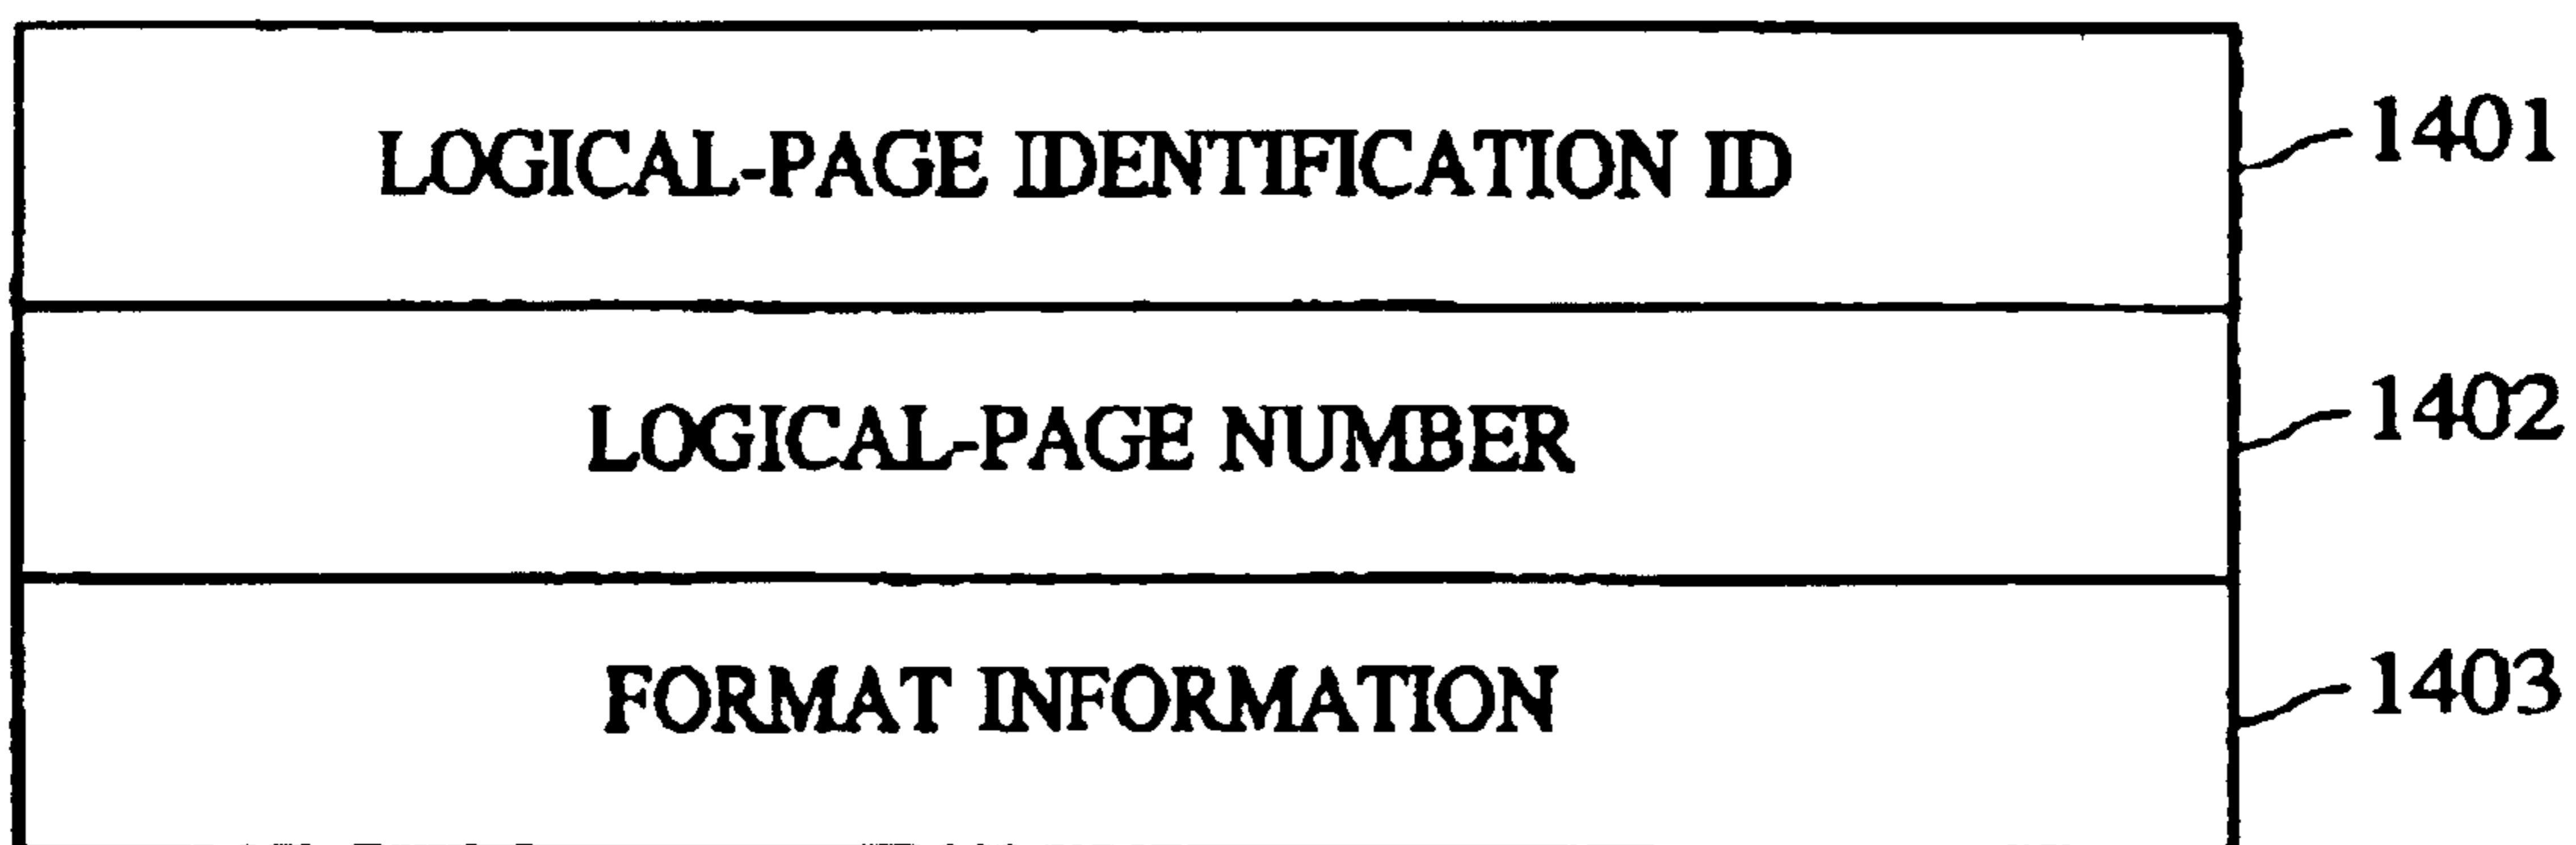 LOGICAL-PAGE IDENTIFICATION ID 1401
LOGICAL-PAGE NUMBER 1402
FORMAT INFORMATION 1403